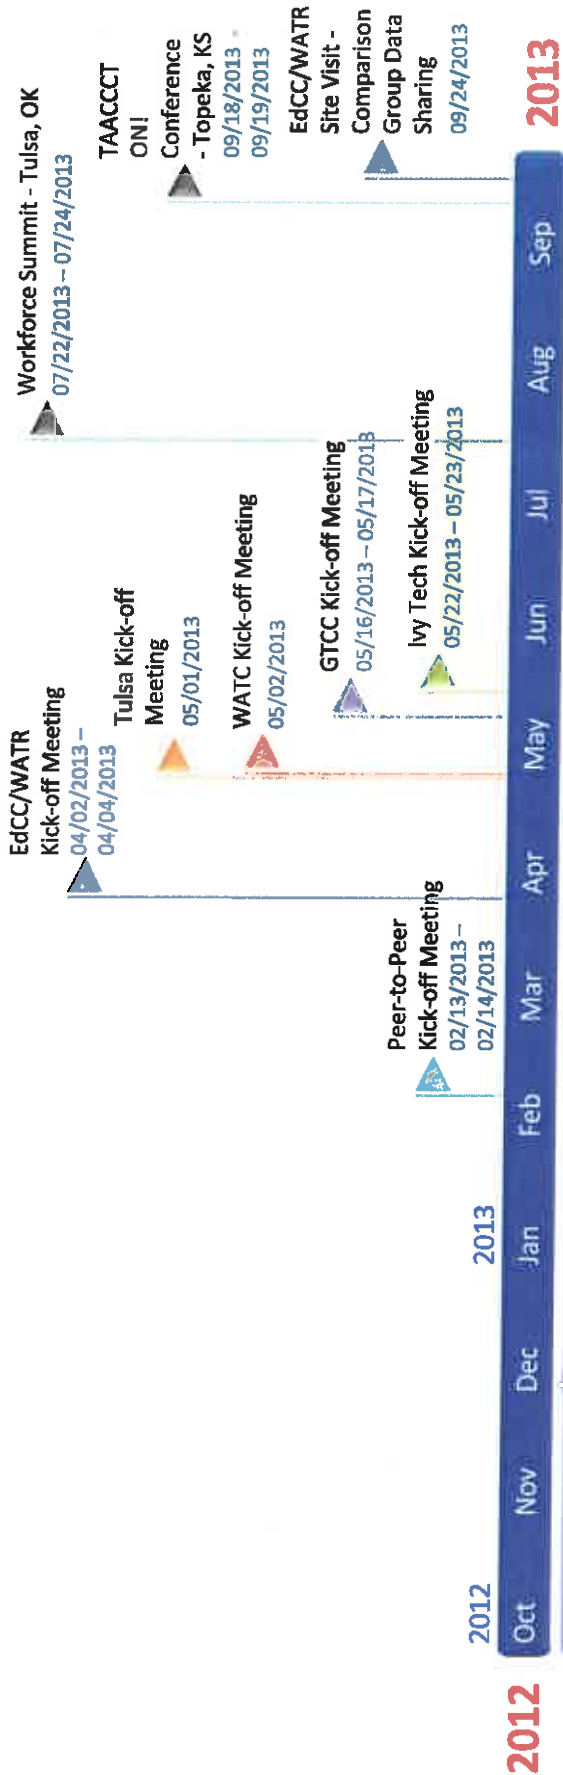 Workforce Summit - Tulsa, OK
07/22/2013 – 07/24/2013
EdCC/WATR
Kick-off Meeting
04/02/2013 –
04/04/2013
TAACCCT
ON!
Conference
- Topeka, KS
09/18/2013 -
09/19/2013
Tulsa Kick-off
Meeting
05/01/2013
WATC Kick-off Meeting
05/02/2013
EdCC/WATR
Site Visit -
Comparison
Group Data
Sharing
09/24/2013
GTCC Kick-off Meeting
05/16/2013 – 05/17/2013
Peer-to-Peer
Kick-off Meeting
02/13/2013 –
02/14/2013
Ivy Tech Kick-off Meeting
05/22/2013 – 05/23/2013
2012
2013
2012
Oct
Nov
Dec
Jan
Feb
Mar
Apr
May
Jun
Jul
Aug
Sep
2013